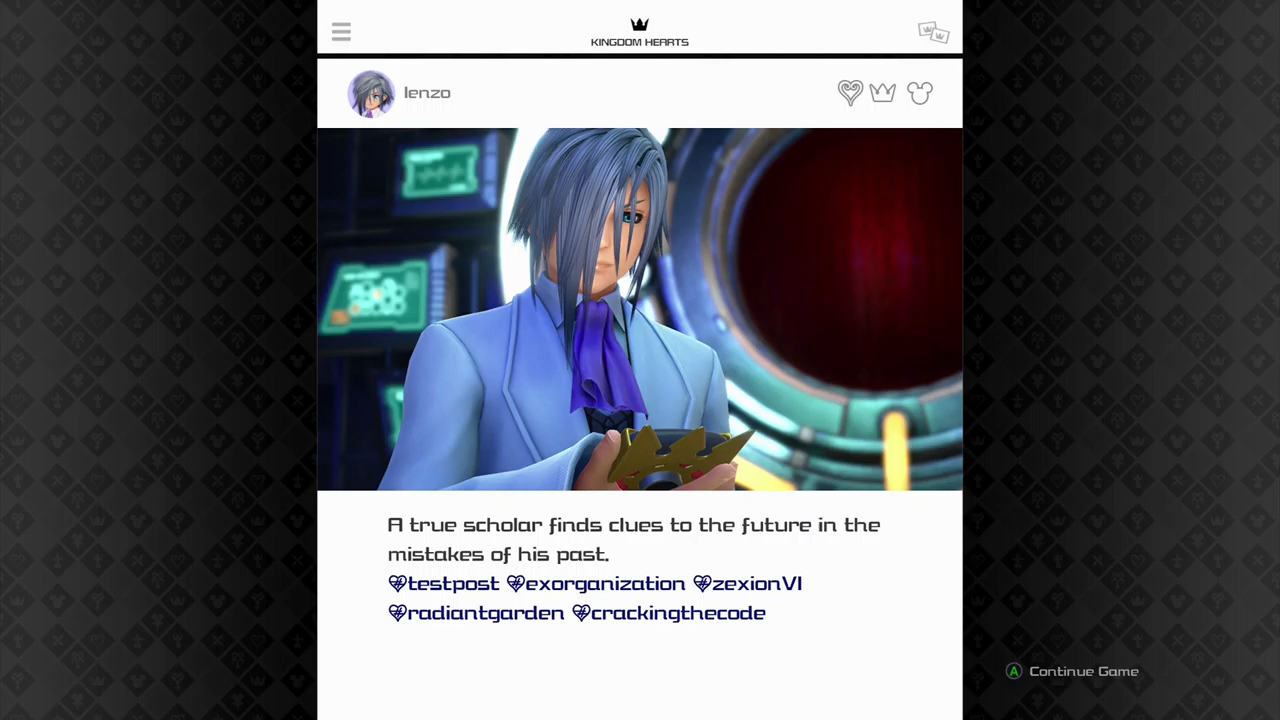 KINGDOM HEARTS
Ienzo
A true scholar finds clues to the future in the
mistakes of his past.
#testpost #exorganization #zexionVI
#radiantgarden #crackingthecode
A Continue Game